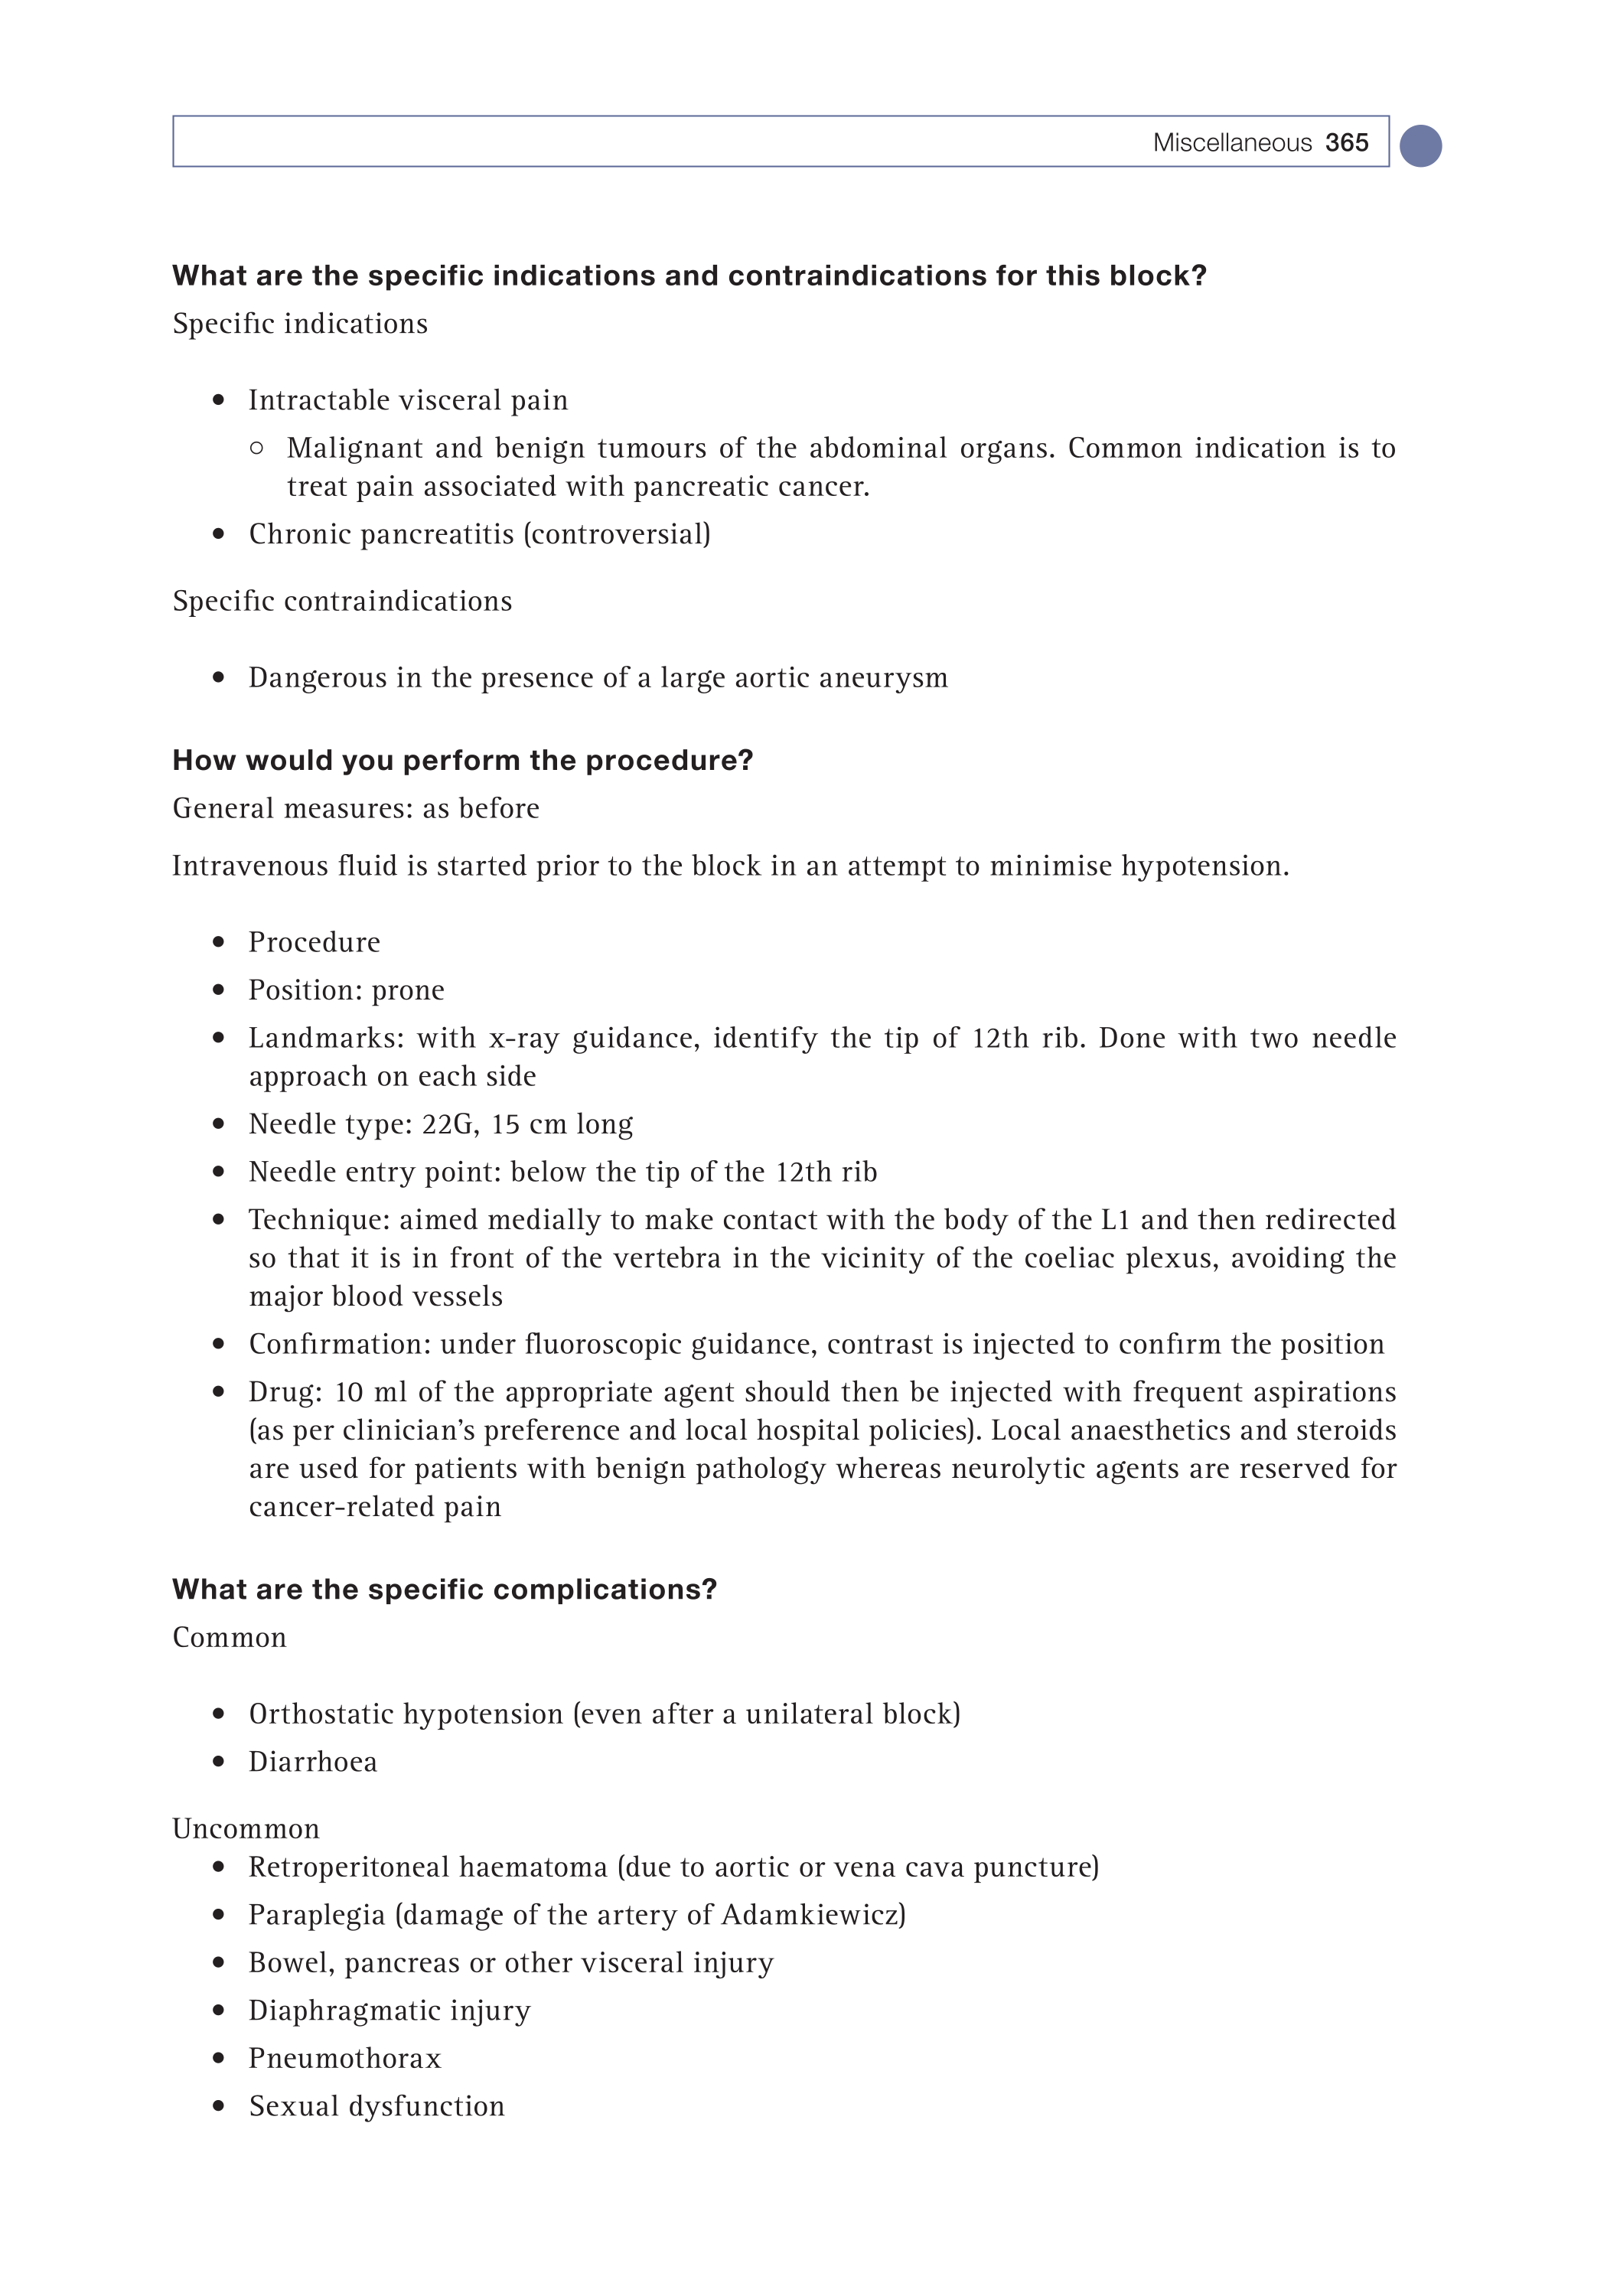 Miscellaneous 365
What are the specific indications and contraindications for this block?
Specific indications
• Intractable visceral pain
○ Malignant and benign tumours of the abdominal organs. Common indication is to
treat pain associated with pancreatic cancer.
• Chronic pancreatitis (controversial)
Specific contraindications
• Dangerous in the presence of a large aortic aneurysm
How would you perform the procedure?
General measures: as before
Intravenous fluid is started prior to the block in an attempt to minimise hypotension.
• Procedure
• Position: prone
• Landmarks: with x-ray guidance, identify the tip of 12th rib. Done with two needle
approach on each side
• Needle type: 22G, 15 cm long
• Needle entry point: below the tip of the 12th rib
• Technique: aimed medially to make contact with the body of the L1 and then redirected
so that it is in front of the vertebra in the vicinity of the coeliac plexus, avoiding the
major blood vessels
• Confirmation: under fluoroscopic guidance, contrast is injected to confirm the position
• Drug: 10 ml of the appropriate agent should then be injected with frequent aspirations
(as per clinician's preference and local hospital policies). Local anaesthetics and steroids
are used for patients with benign pathology whereas neurolytic agents are reserved for
cancer-related pain
What are the specific complications?
Common
• Orthostatic hypotension (even after a unilateral block)
• Diarrhoea
Uncommon
• Retroperitoneal haematoma (due to aortic or vena cava puncture)
• Paraplegia (damage of the artery of Adamkiewicz)
• Bowel, pancreas or other visceral injury
• Diaphragmatic injury
• Pneumothorax
• Sexual dysfunction